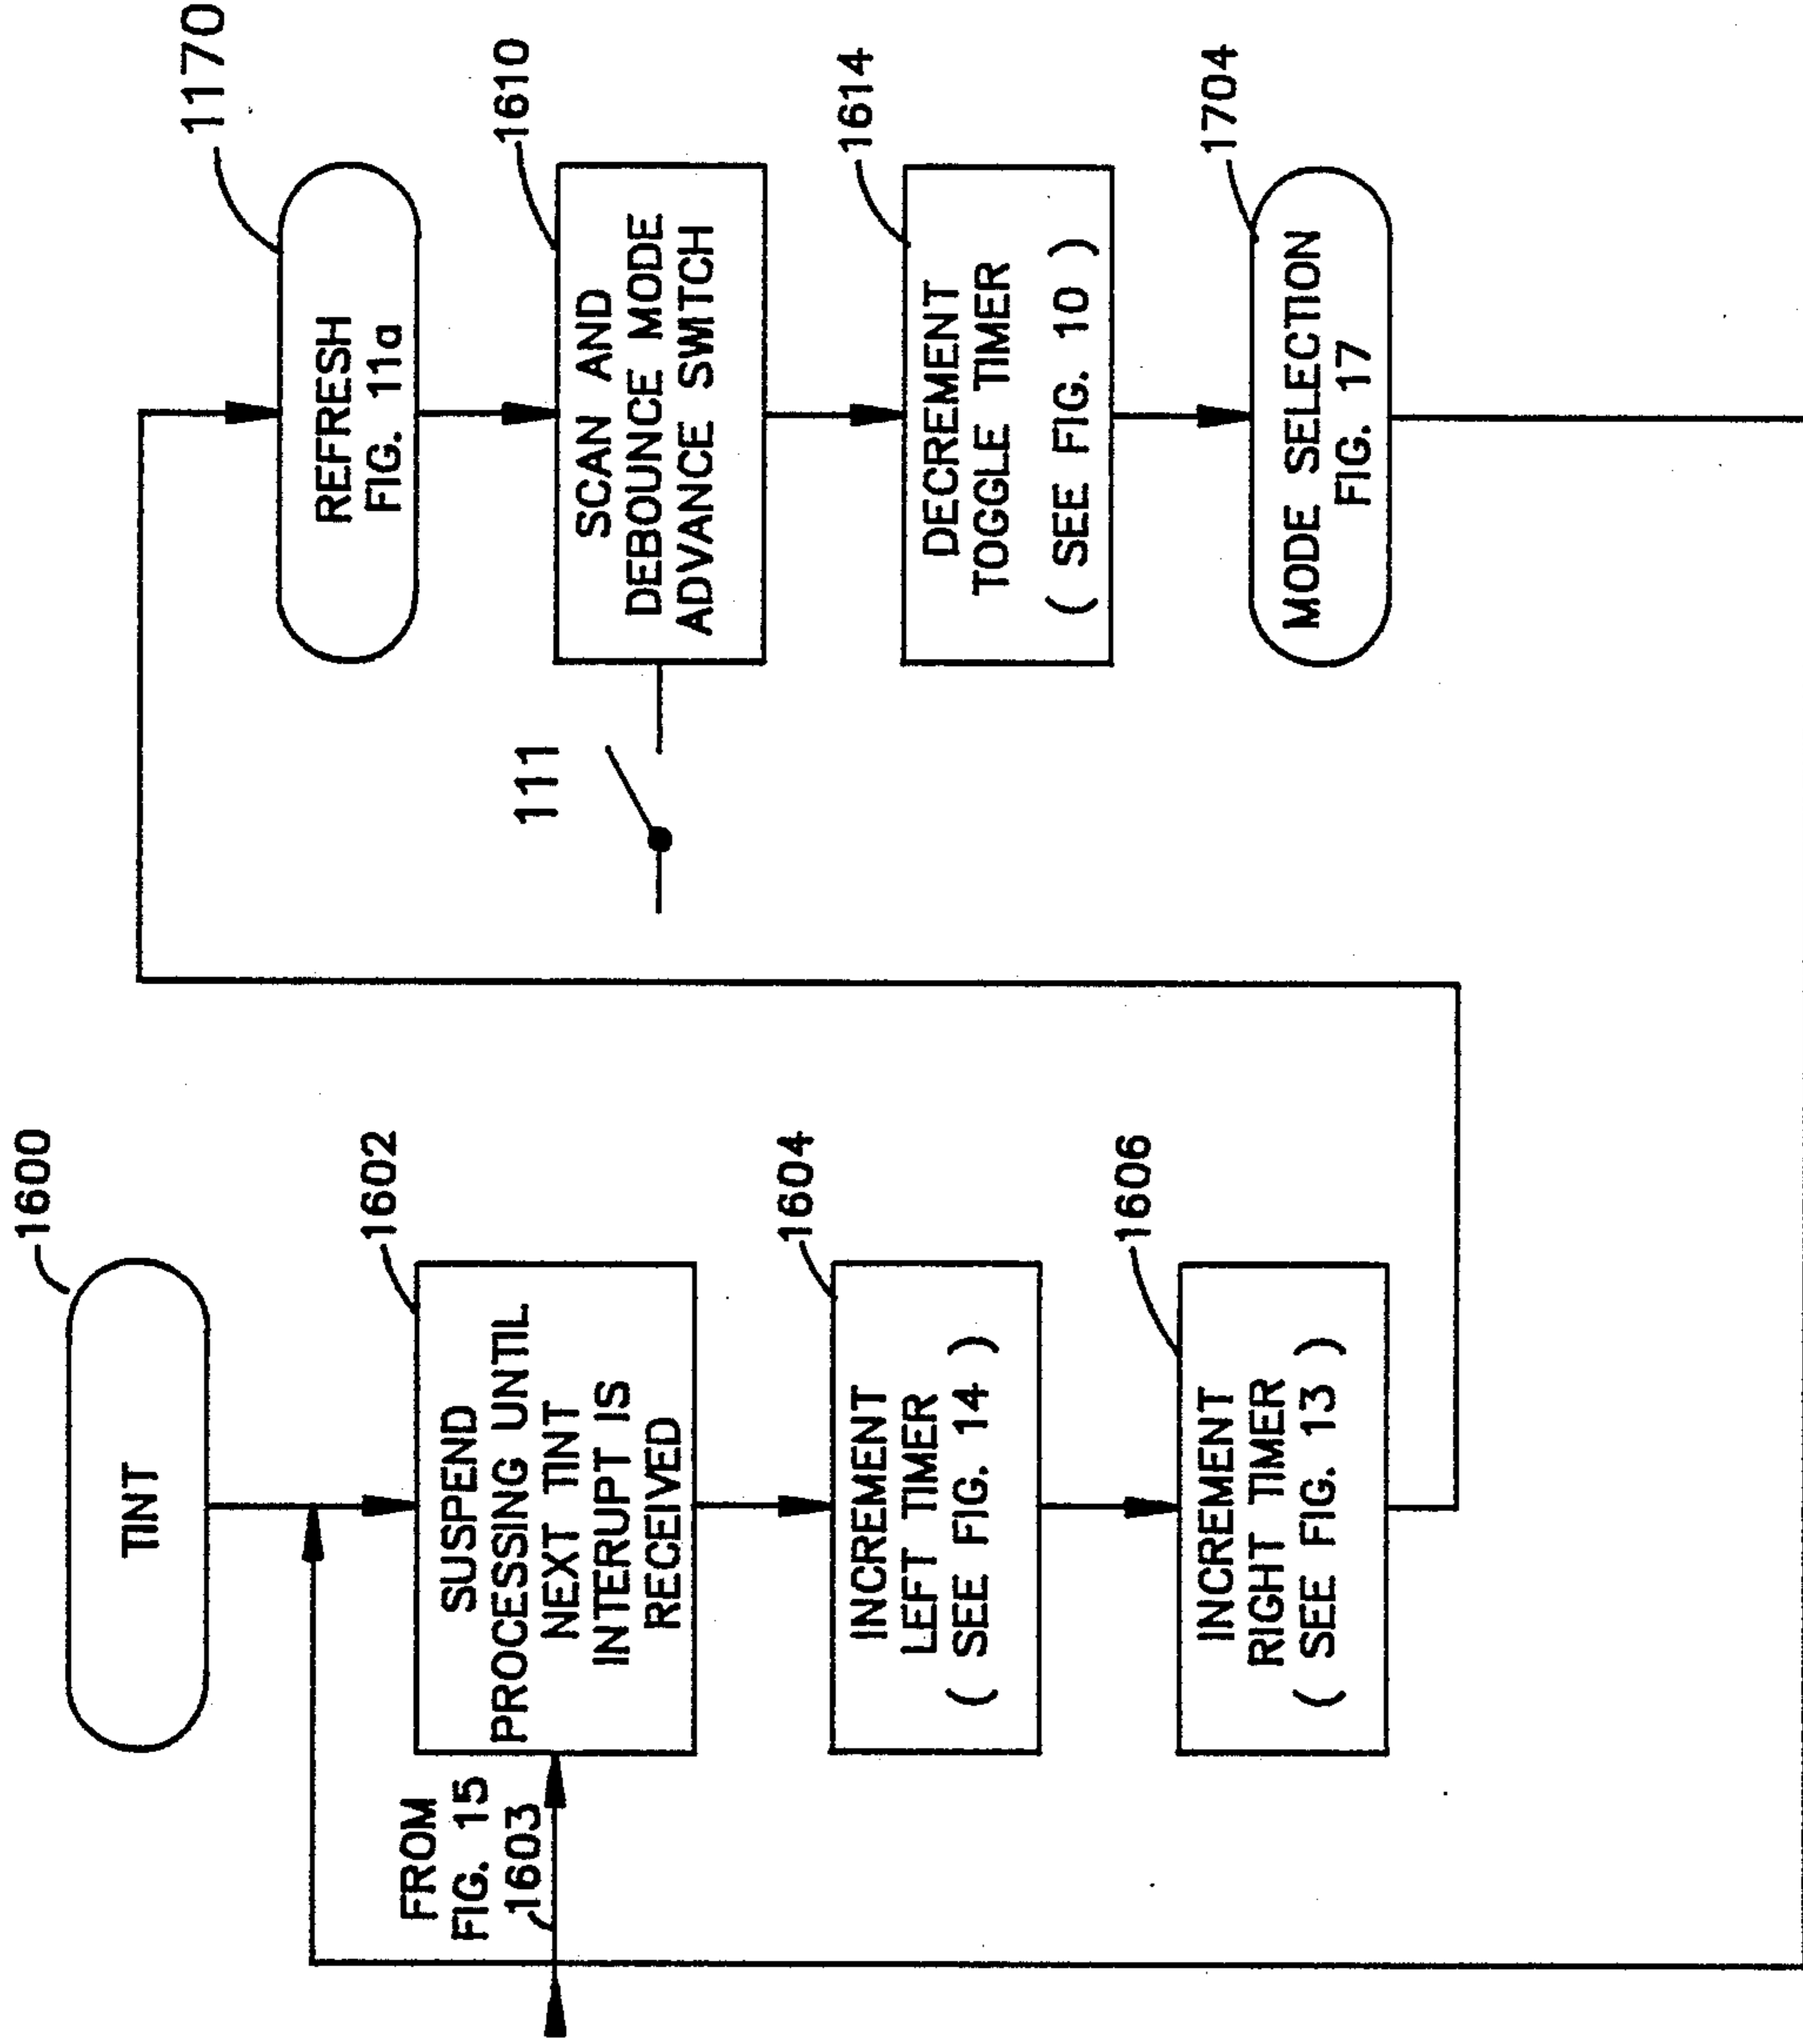 1600
TINT
1602
SUSPEND
PROCESSING UNTIL
NEXT TINT
INTERRUPT IS
RECEIVED
FROM
FIG. 15
1603
1604
INCREMENT
LEFT TIMER
( SEE FIG. 14 )
1606
INCREMENT
RIGHT TIMER
( SEE FIG. 13 )
1170
REFRESH
FIG. 11a
1610
SCAN AND
DEBOUNCE MODE
ADVANCE SWITCH
111
1614
DECREMENT
TOGGLE TIMER
( SEE FIG. 10 )
1704
MODE SELECTION
FIG. 17